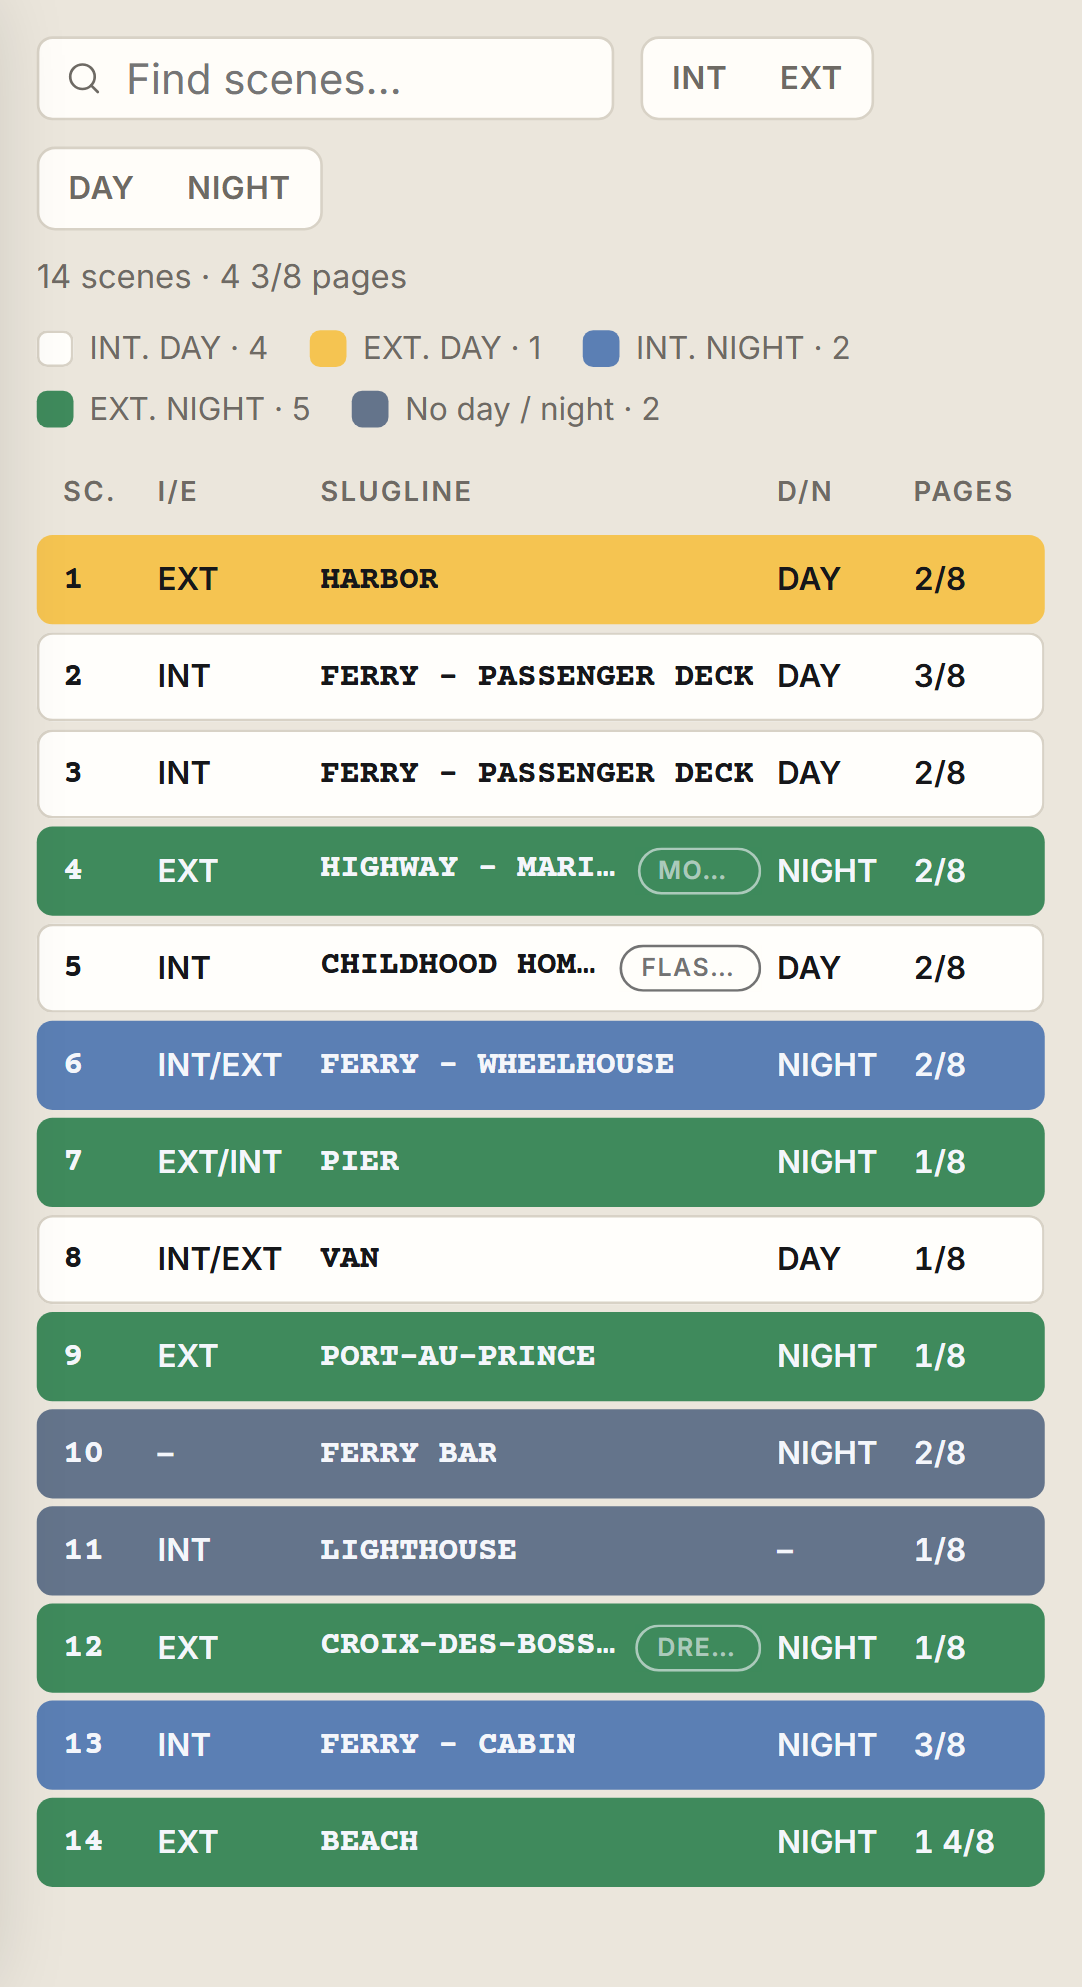 Find scenes...
INT EXT
DAY NIGHT
14 scenes · 4 3/8 pages
INT. DAY · 4 EXT. DAY · 1 INT. NIGHT · 2
EXT. NIGHT · 5 No day / night · 2
SC. I/E SLUGLINE D/N PAGES
1 EXT HARBOR DAY 2/8
2 INT FERRY - PASSENGER DECK DAY 3/8
3 INT FERRY - PASSENGER DECK DAY 2/8
4 EXT HIGHWAY - MARI... MO... NIGHT 2/8
5 INT CHILDHOOD HOM... FLAS... DAY 2/8
6 INT/EXT FERRY - WHEELHOUSE NIGHT 2/8
7 EXT/INT PIER NIGHT 1/8
8 INT/EXT VAN DAY 1/8
9 EXT PORT-AU-PRINCE NIGHT 1/8
10 – FERRY BAR NIGHT 2/8
11 INT LIGHTHOUSE – 1/8
12 EXT CROIX-DES-BOSS... DRE... NIGHT 1/8
13 INT FERRY - CABIN NIGHT 3/8
14 EXT BEACH NIGHT 1 4/8